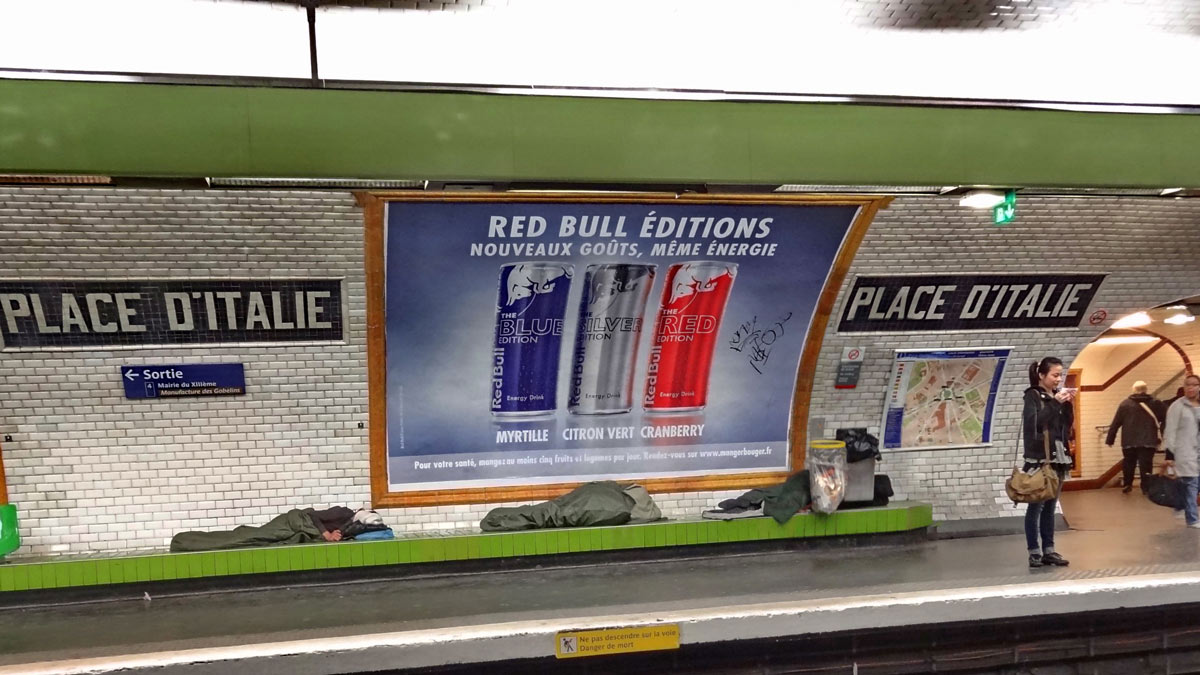 RED BULL ÉDITIONS
NOUVEAUX GOÛTS, MÊME ÉNERGIE
PLACE D'ITALIE
PLACE D'ITALIE
← Sortie
4 Mairie du XIIIème
Manufacture des Gobelins
THE
BLUE
EDITION
Red Bull
Energy Drink
THE
SILVER
EDITION
Red Bull
Energy Drink
THE
RED
EDITION
Red Bull
Energy Drink
MYRTILLE CITRON VERT CRANBERRY
Pour votre santé, mangez au moins cinq fruits et légumes par jour. Rendez-vous sur www.mangerbouger.fr
Ne pas descendre sur la voie
Danger de mort